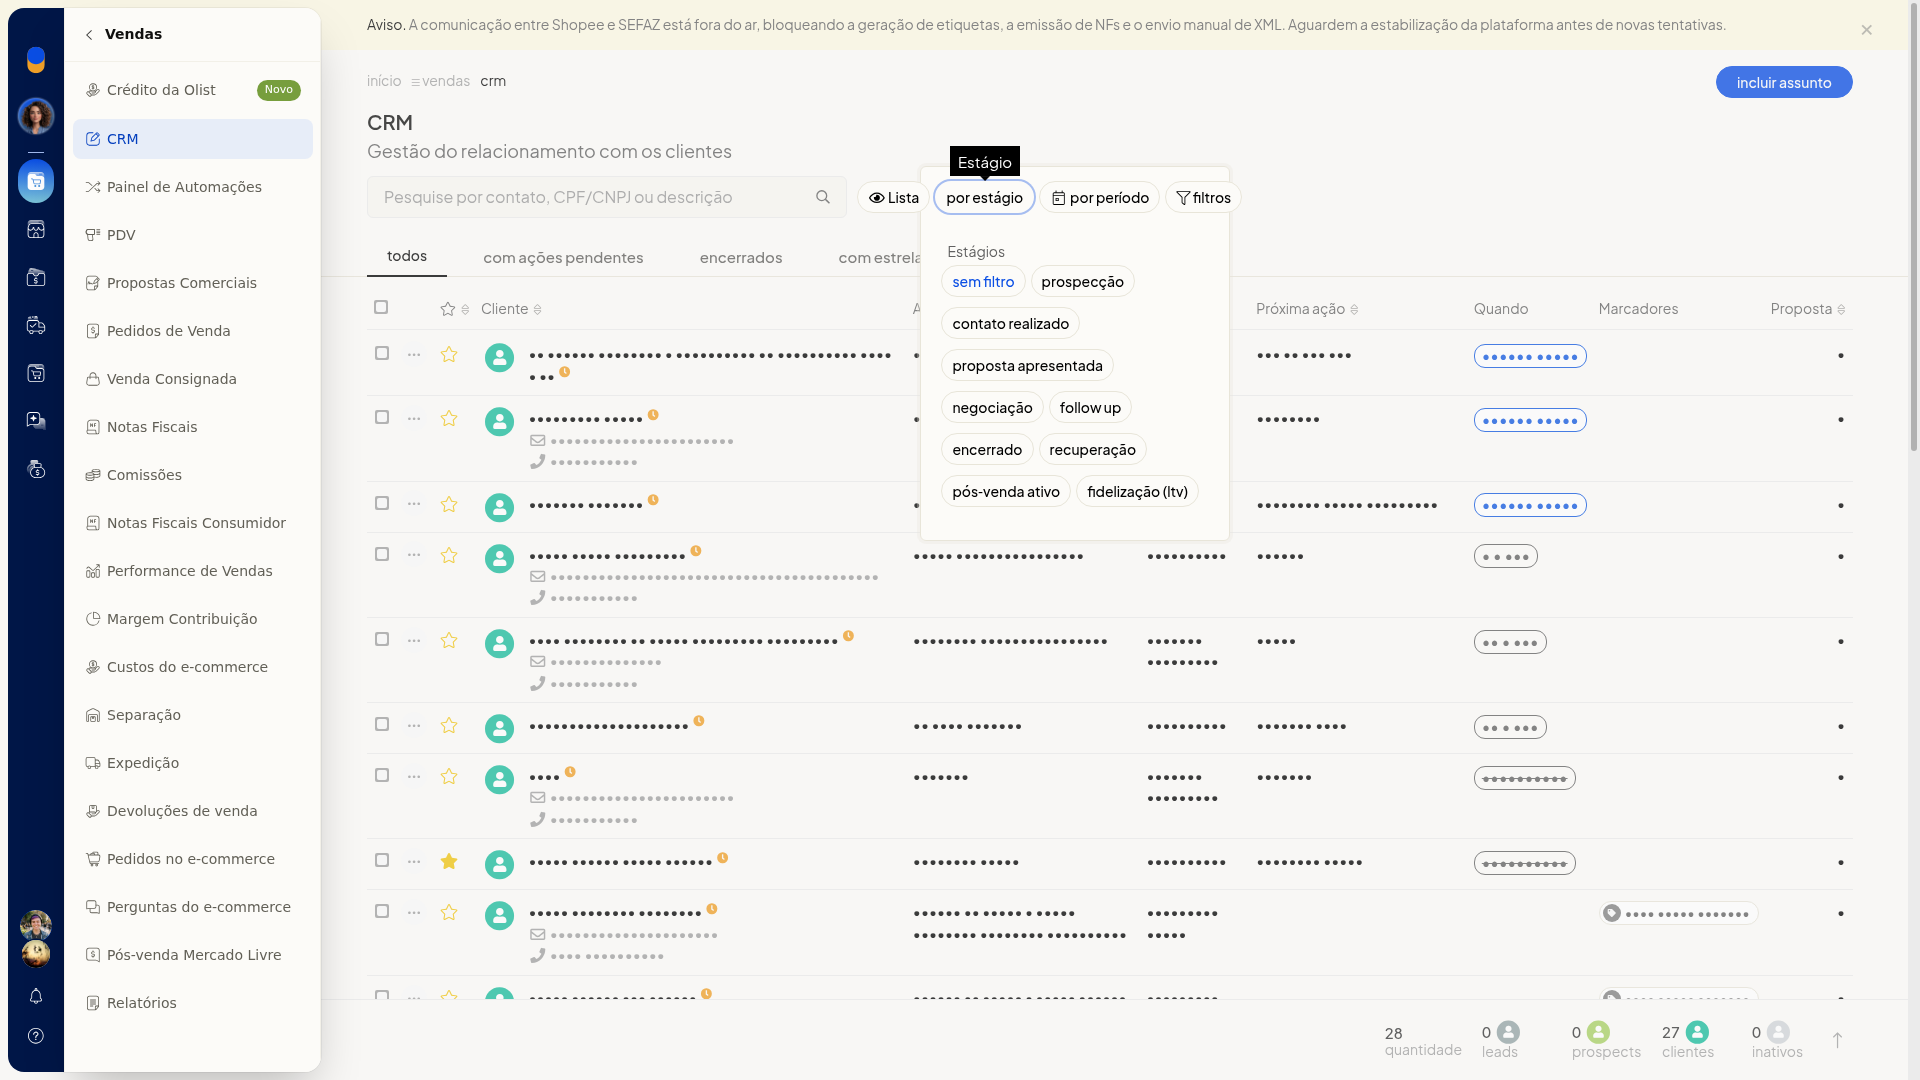 Aviso. A comunicação entre Shopee e SEFAZ está fora do ar, bloqueando a geração de etiquetas, a emissão de NFs e o envio manual de XML. Aguardem a estabilização da plataforma antes de novas tentativas.
Vendas
Crédito da Olist Novo
CRM
Painel de Automações
PDV
Propostas Comerciais
Pedidos de Venda
Venda Consignada
Notas Fiscais
Comissões
Notas Fiscais Consumidor
Performance de Vendas
Margem Contribuição
Custos do e-commerce
Separação
Expedição
Devoluções de venda
Pedidos no e-commerce
Perguntas do e-commerce
Pós-venda Mercado Livre
Relatórios
início vendas crm
incluir assunto
CRM
Gestão do relacionamento com os clientes
Estágio
Pesquise por contato, CPF/CNPJ ou descrição
Lista por estágio por período filtros
todos com ações pendentes encerrados com estrela
Estágios
sem filtro prospecção
contato realizado
proposta apresentada
negociação follow up
encerrado recuperação
pós-venda ativo fidelização (ltv)
Cliente Próxima ação Quando Marcadores Proposta
28 quantidade
0 leads
0 prospects
27 clientes
0 inativos